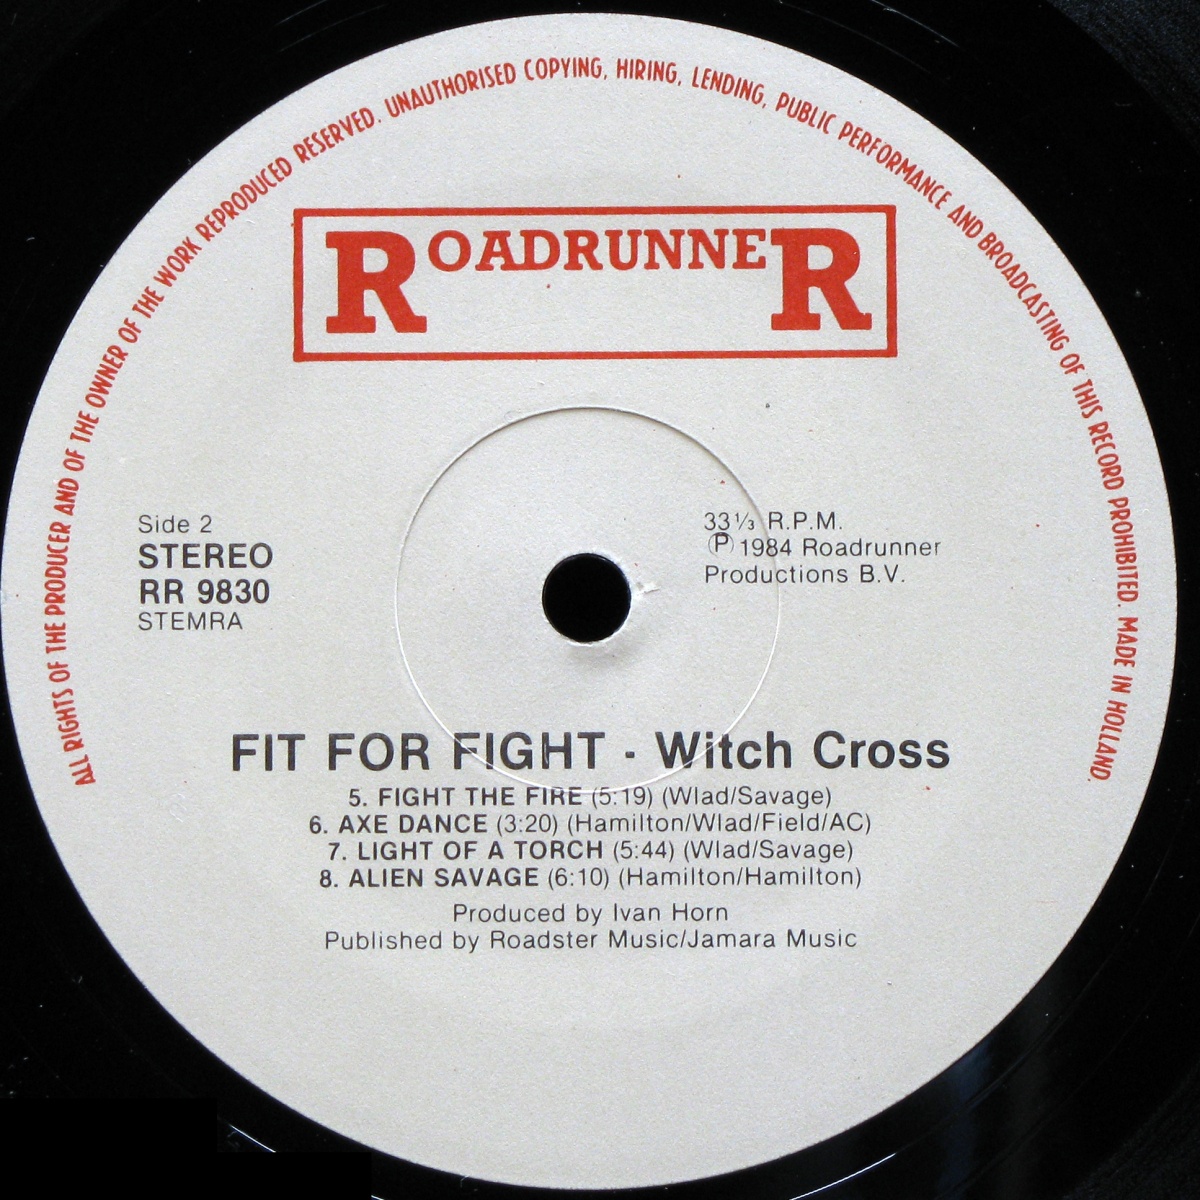 ALL RIGHTS OF THE PRODUCER AND OF THE OWNER OF THE WORK REPRODUCED RESERVED. UNAUTHORISED COPYING, HIRING, LENDING, PUBLIC PERFORMANCE AND BROADCASTING OF THIS RECORD PROHIBITED. MADE IN HOLLAND.
ROADRUNNER
Side 2
STEREO
RR 9830
STEMRA
33⅓ R.P.M.
Ⓟ 1984 Roadrunner
Productions B.V.
FIT FOR FIGHT - Witch Cross
5. FIGHT THE FIRE (5:19) (Wlad/Savage)
6. AXE DANCE (3:20) (Hamilton/Wlad/Field/AC)
7. LIGHT OF A TORCH (5:44) (Wlad/Savage)
8. ALIEN SAVAGE (6:10) (Hamilton/Hamilton)
Produced by Ivan Horn
Published by Roadster Music/Jamara Music